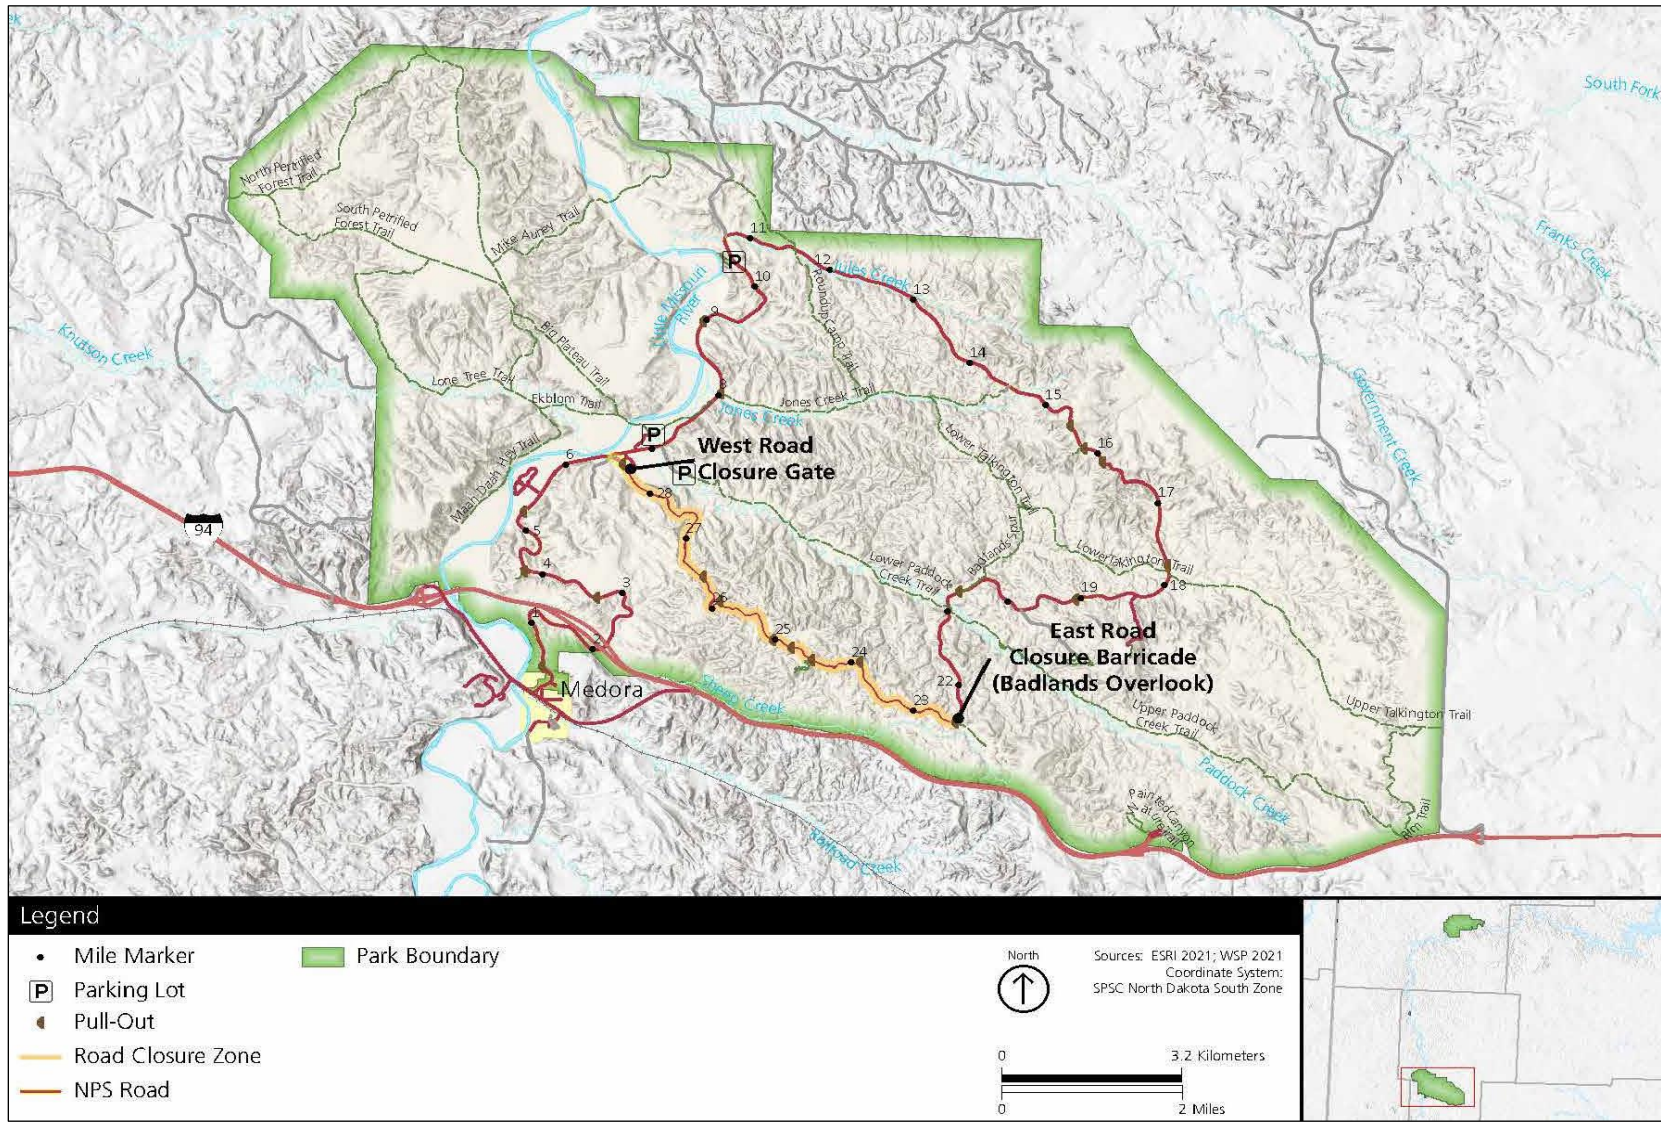 South Fork
North Petrified
Forest Trail
South Petrified
Forest Trail
Mike Auney Trail
11
P
10
12
Jules Creek
13
Franks Creek
Little Missouri
River
9
Roundup Camp Trail
Knutson Creek
Big Plateau Trail
14
Lone Tree Trail
Ekblom Trail
8
Jones Creek Trail
Jones Creek
15
Government Creek
P
West Road
Closure Gate
P
6
Maah Daah Hey Trail
Lower Talkington Trail
16
28
17
94
5
27
Badlands Spur
Lower Talkington Trail
Lower Paddock
Creek Trail
4
3
19
18
26
1
2
25
24
East Road
Closure Barricade
(Badlands Overlook)
Medora
22
23
Sheep Creek
Upper Paddock
Creek Trail
Upper Talkington Trail
Paddock Creek
Painted Canyon
Nature Trail
Rim Trail
Railroad Creek
Legend
Mile Marker
Park Boundary
P Parking Lot
Pull-Out
Road Closure Zone
NPS Road
North
Sources: ESRI 2021; WSP 2021
Coordinate System:
SPSC North Dakota South Zone
0 3.2 Kilometers
0 2 Miles